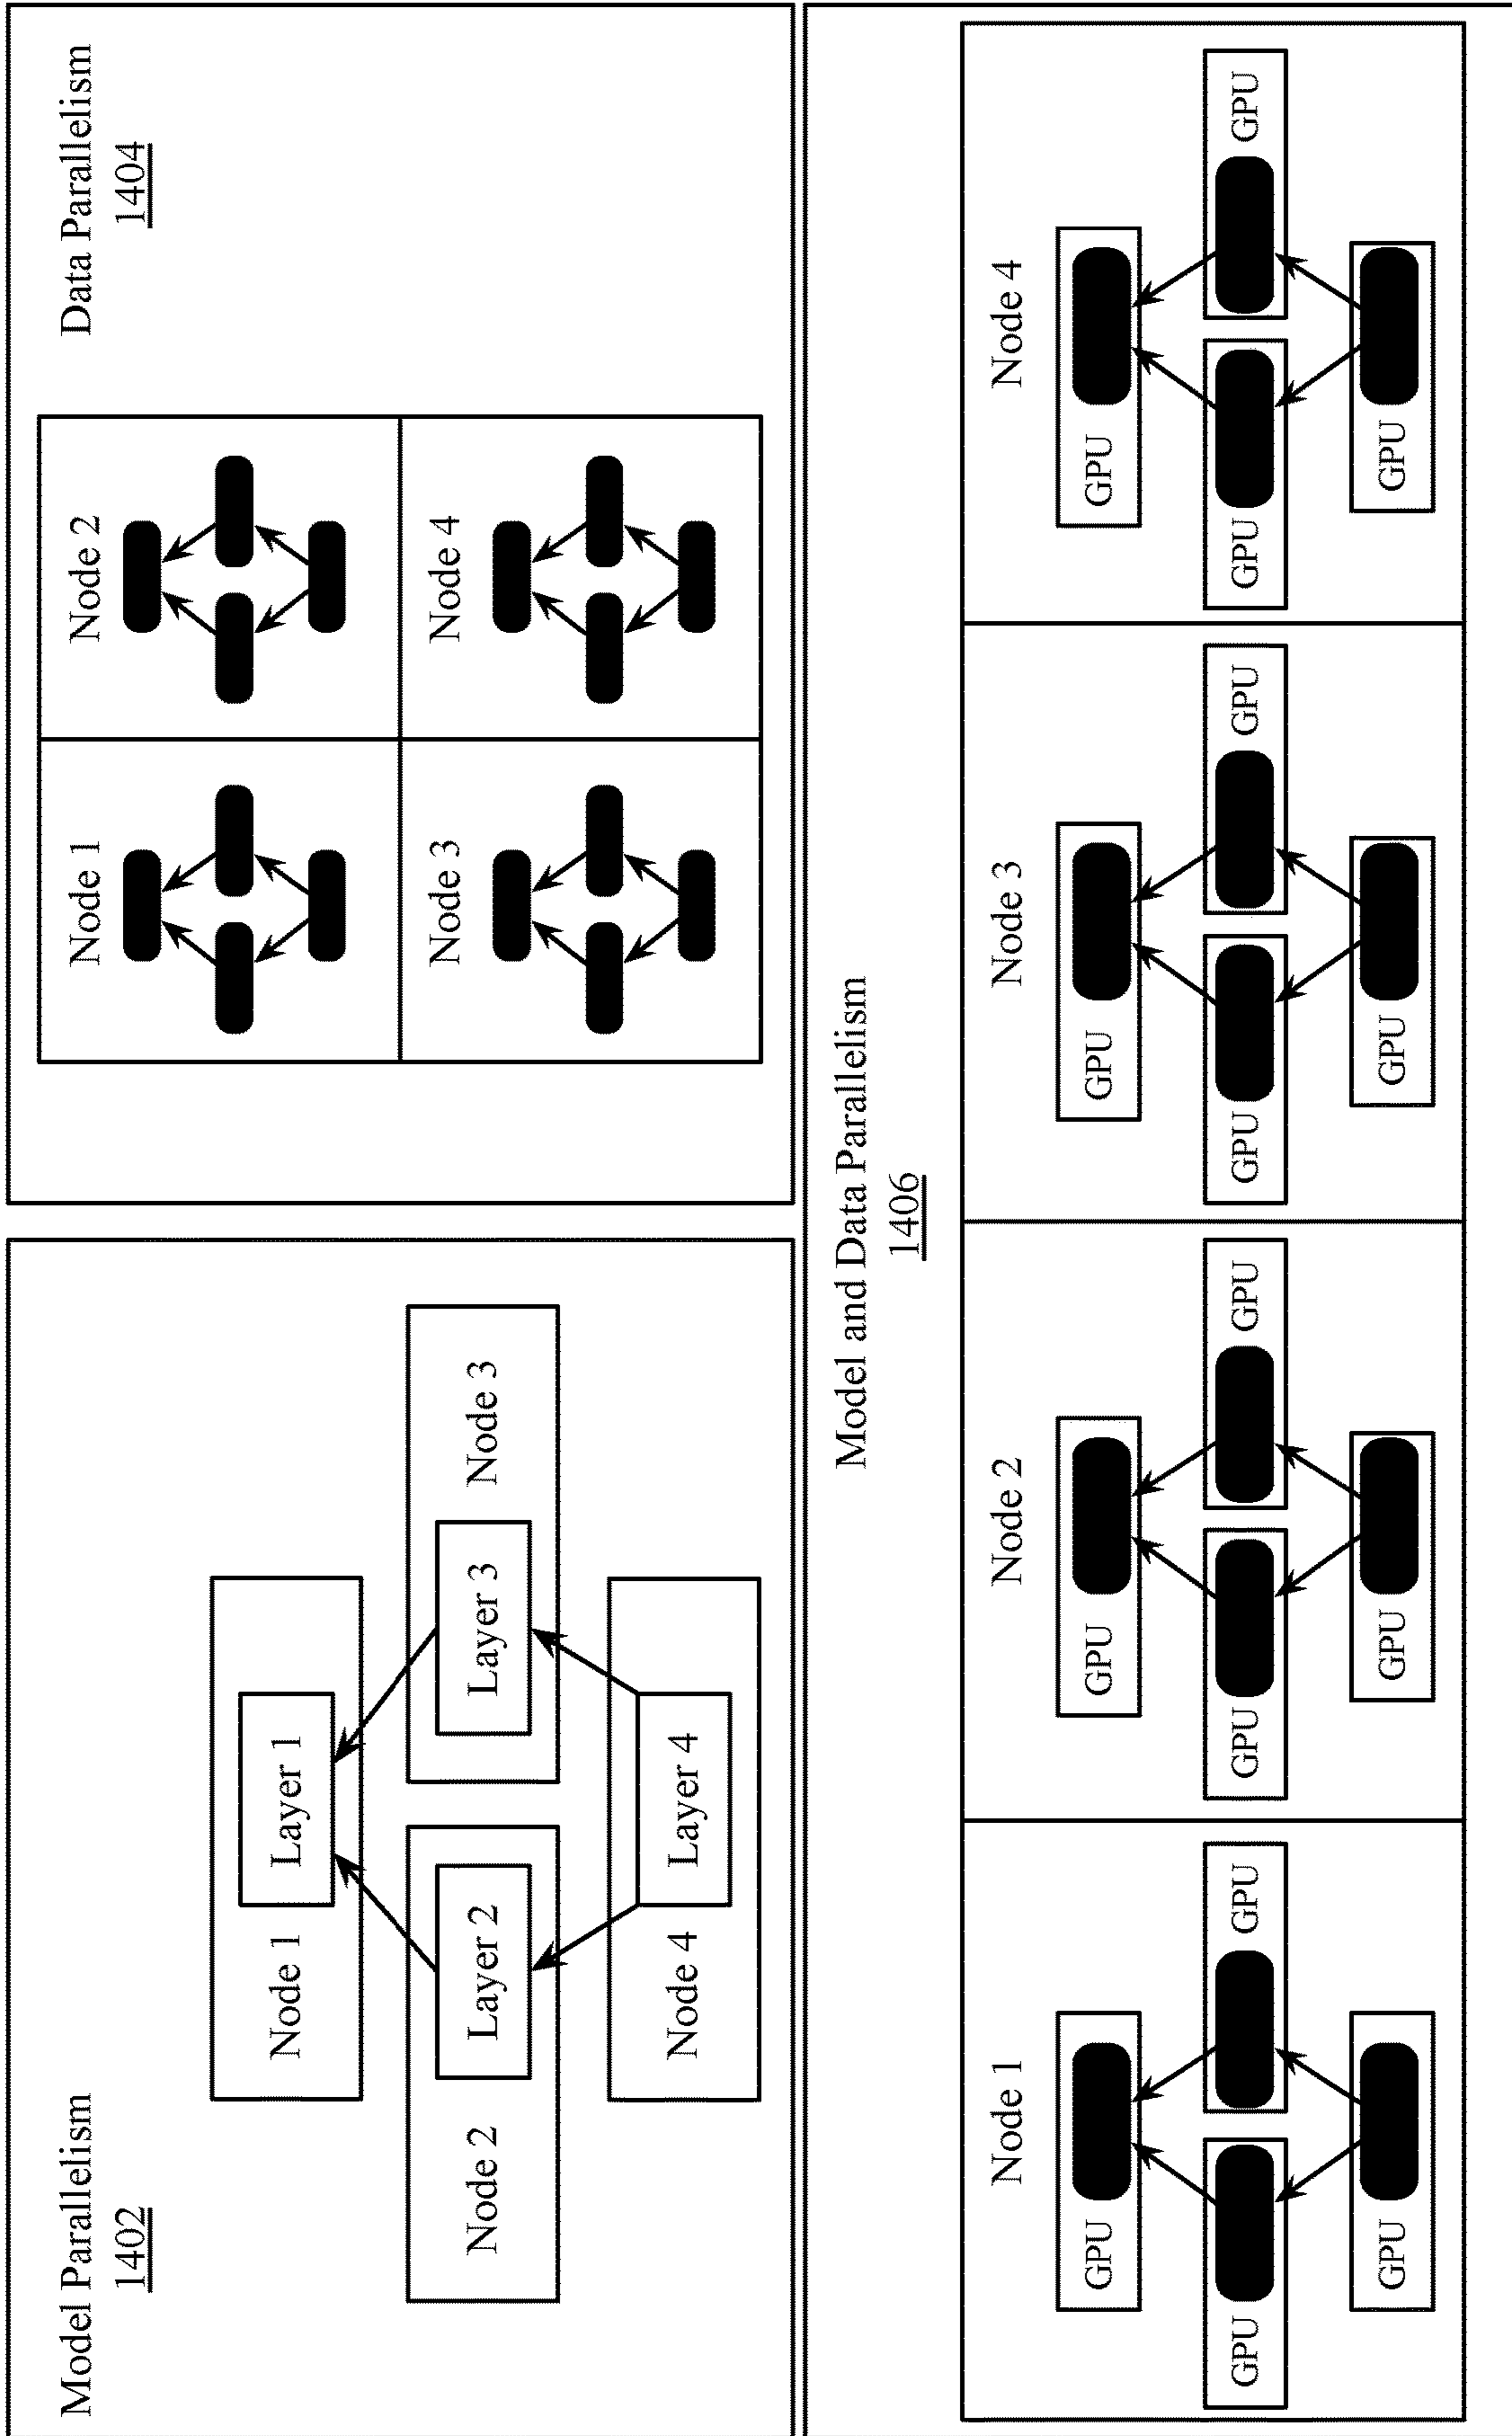 Model Parallelism
1402
Node 1
Layer 1
Node 2
Layer 2
Layer 3
Node 3
Node 4
Layer 4
Data Parallelism
1404
Node 1
Node 2
Node 3
Node 4
Model and Data Parallelism
1406
Node 1
GPU
GPU
GPU
GPU
Node 2
GPU
GPU
GPU
GPU
Node 3
GPU
GPU
GPU
GPU
Node 4
GPU
GPU
GPU
GPU